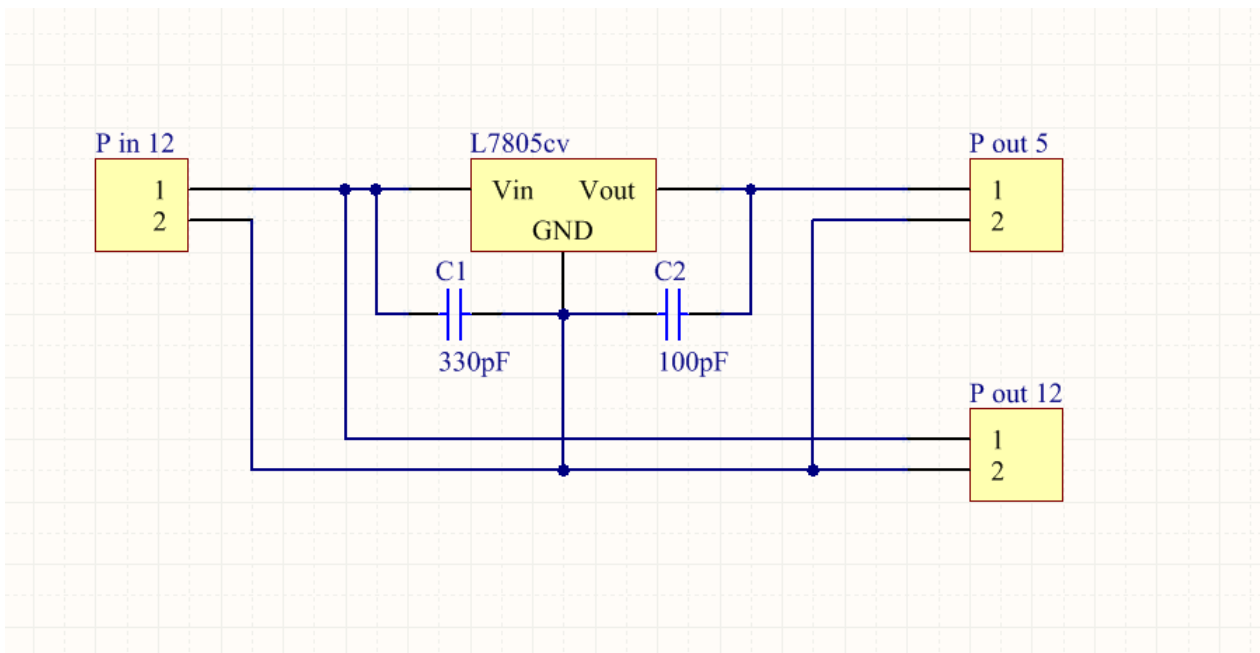 P in 12
1
2
L7805cv
Vin Vout
GND
C1
330pF
C2
100pF
P out 5
1
2
P out 12
1
2